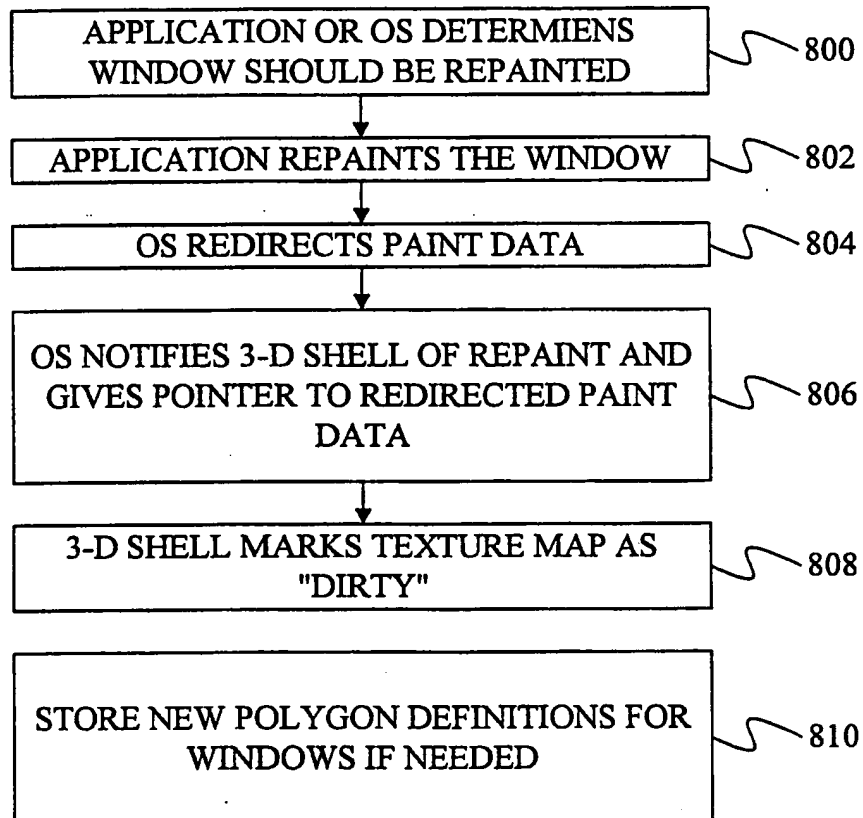 APPLICATION OR OS DETERMIENS
WINDOW SHOULD BE REPAINTED
800
APPLICATION REPAINTS THE WINDOW
802
OS REDIRECTS PAINT DATA
804
OS NOTIFIES 3-D SHELL OF REPAINT AND
GIVES POINTER TO REDIRECTED PAINT
DATA
806
3-D SHELL MARKS TEXTURE MAP AS
"DIRTY"
808
STORE NEW POLYGON DEFINITIONS FOR
WINDOWS IF NEEDED
810